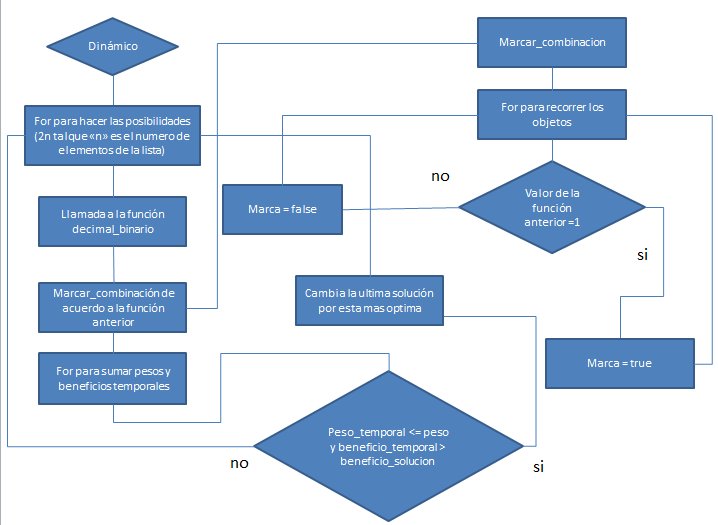 Dinámico
For para hacer las posibilidades
(2n tal que «n» es el numero de
elementos de la lista)
Llamada a la función
decimal_binario
Marcar_combinación de
acuerdo a la función
anterior
For para sumar pesos y
beneficios temporales
Peso_temporal <= peso
y beneficio_temporal >
beneficio_solucion
no
si
Cambia la ultima solución
por esta mas optima
Marcar_combinacion
For para recorrer los
objetos
Valor de la
función
anterior =1
no
si
Marca = false
Marca = true